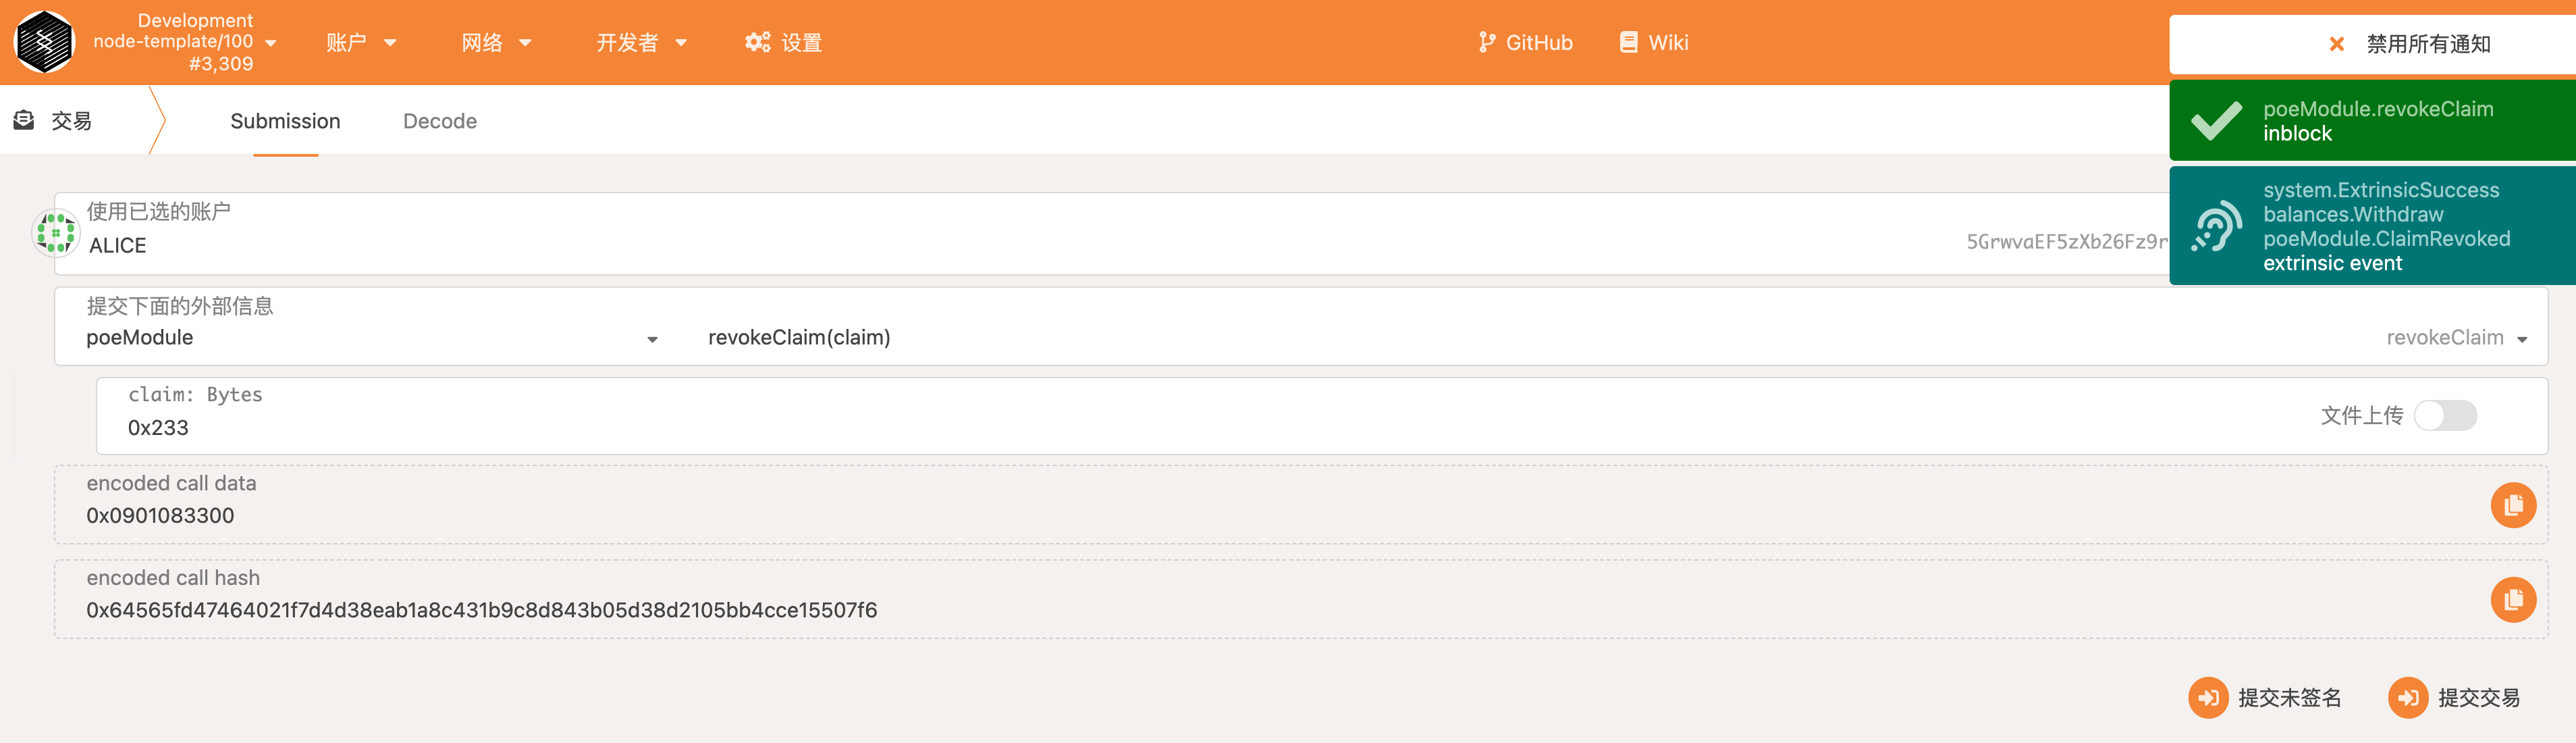 Development
node-template/100
#3,309
账户
网络
开发者
设置
GitHub
Wiki
禁用所有通知
交易
Submission
Decode
poeModule.revokeClaim
inblock
system.ExtrinsicSuccess
balances.Withdraw
poeModule.ClaimRevoked
extrinsic event
使用已选的账户
ALICE
5GrwvaEF5zXb26Fz9r
提交下面的外部信息
poeModule
revokeClaim(claim)
revokeClaim
claim: Bytes
0x233
文件上传
encoded call data
0x0901083300
encoded call hash
0x64565fd47464021f7d4d38eab1a8c431b9c8d843b05d38d2105bb4cce15507f6
提交未签名
提交交易